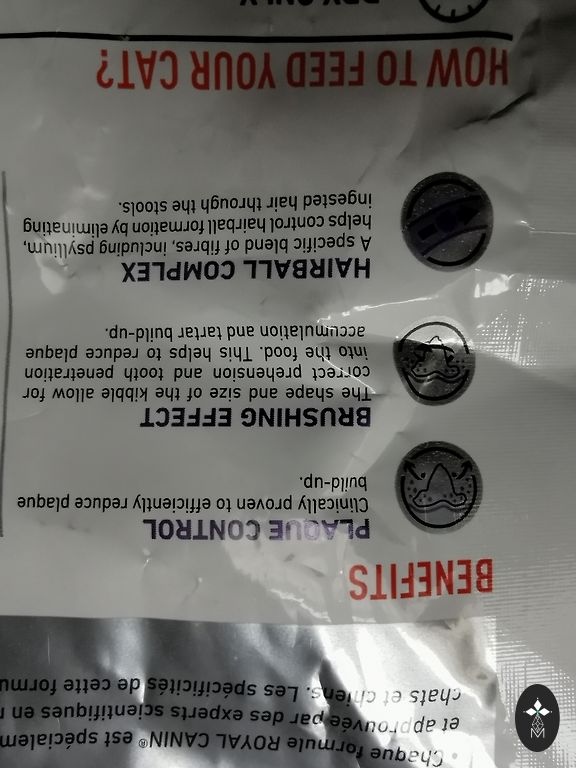 • Chaque formule ROYAL CANIN® est
et approuvée par des experts scientifiques en
chats et chiens. Les spécificités de cette
BENEFITS
PLAQUE CONTROL
Clinically proven to efficiently reduce plaque
build-up.
BRUSHING EFFECT
The shape and size of the kibble allow for
correct prehension and tooth penetration
into the food. This helps to reduce plaque
accumulation and tartar build-up.
HAIRBALL COMPLEX
A specific blend of fibres, including psyllium,
helps control hairball formation by eliminating
ingested hair through the stools.
HOW TO FEED YOUR CAT?
DRY ONLY
M